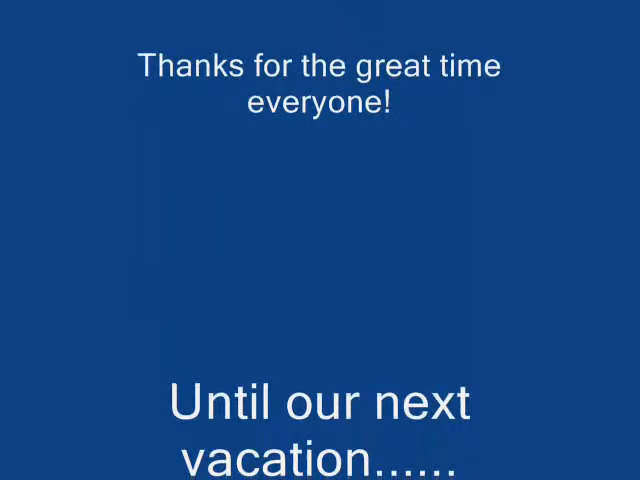 Thanks for the great time
everyone!
Until our next
vacation......